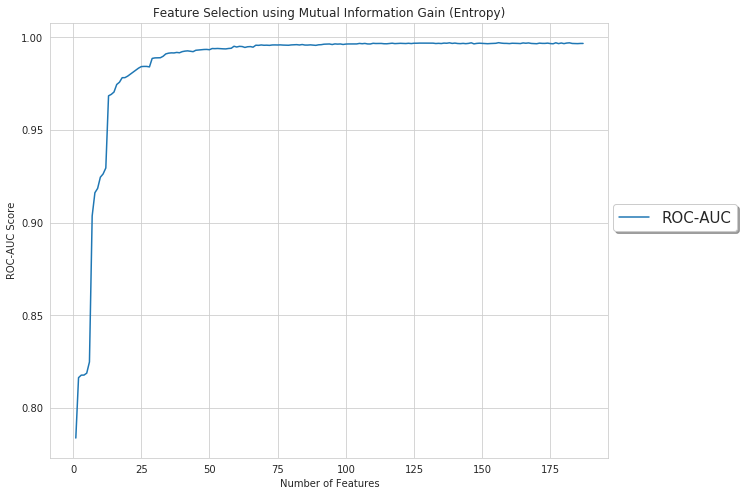 Feature Selection using Mutual Information Gain (Entropy)
1.00
0.95
0.90
0.85
0.80
ROC-AUC Score
ROC-AUC
0 25 50 75 100 125 150 175
Number of Features